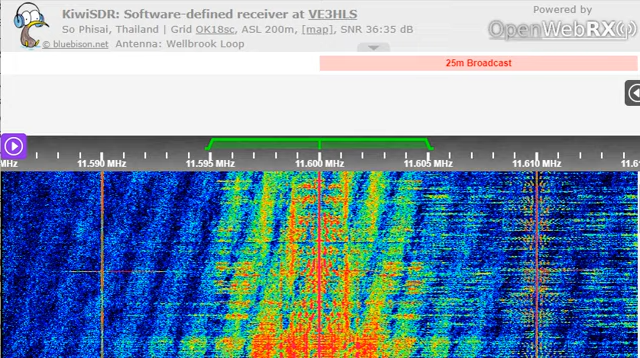 KiwiSDR: Software-defined receiver at VE3HLS
Powered by
So Phisai, Thailand | Grid OK18sc, ASL 200m, [map], SNR 36:35 dB
OpenWebRX
© bluebison.net Antenna: Wellbrook Loop
25m Broadcast
MHz 11.590 MHz 11.595 MHz 11.600 MHz 11.605 MHz 11.610 MHz 11.61